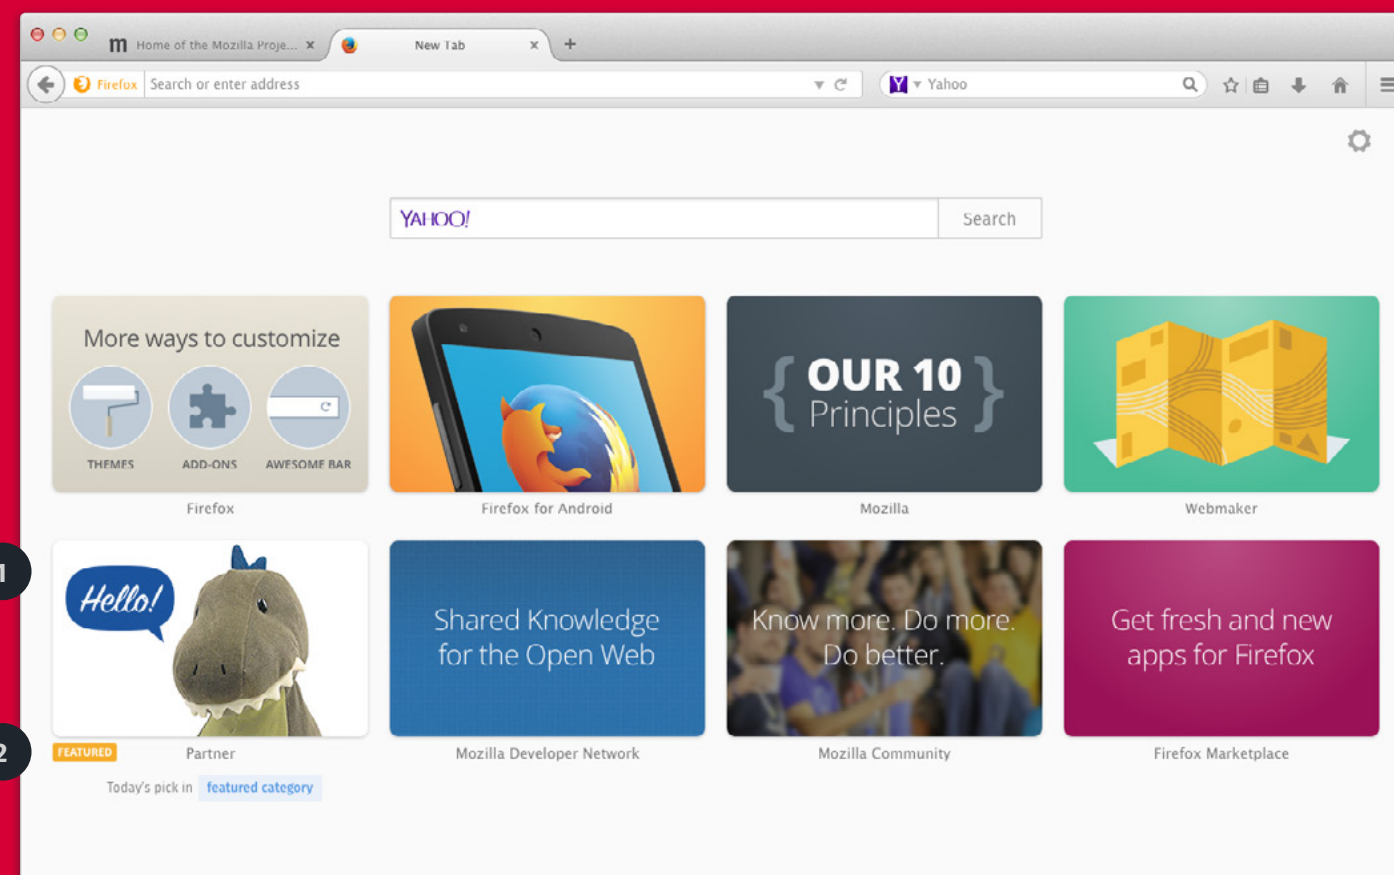 m Home of the Mozilla Proje... x
New Tab x +
Firefox Search or enter address
Y Yahoo
YAHOO! Search
More ways to customize
THEMES ADD-ONS AWESOME BAR
Firefox
Firefox for Android
{ OUR 10 Principles }
Mozilla
Webmaker
1
Hello!
Shared Knowledge
for the Open Web
Know more. Do more.
Do better.
Get fresh and new
apps for Firefox
2
FEATURED Partner
Mozilla Developer Network
Mozilla Community
Firefox Marketplace
Today's pick in featured category